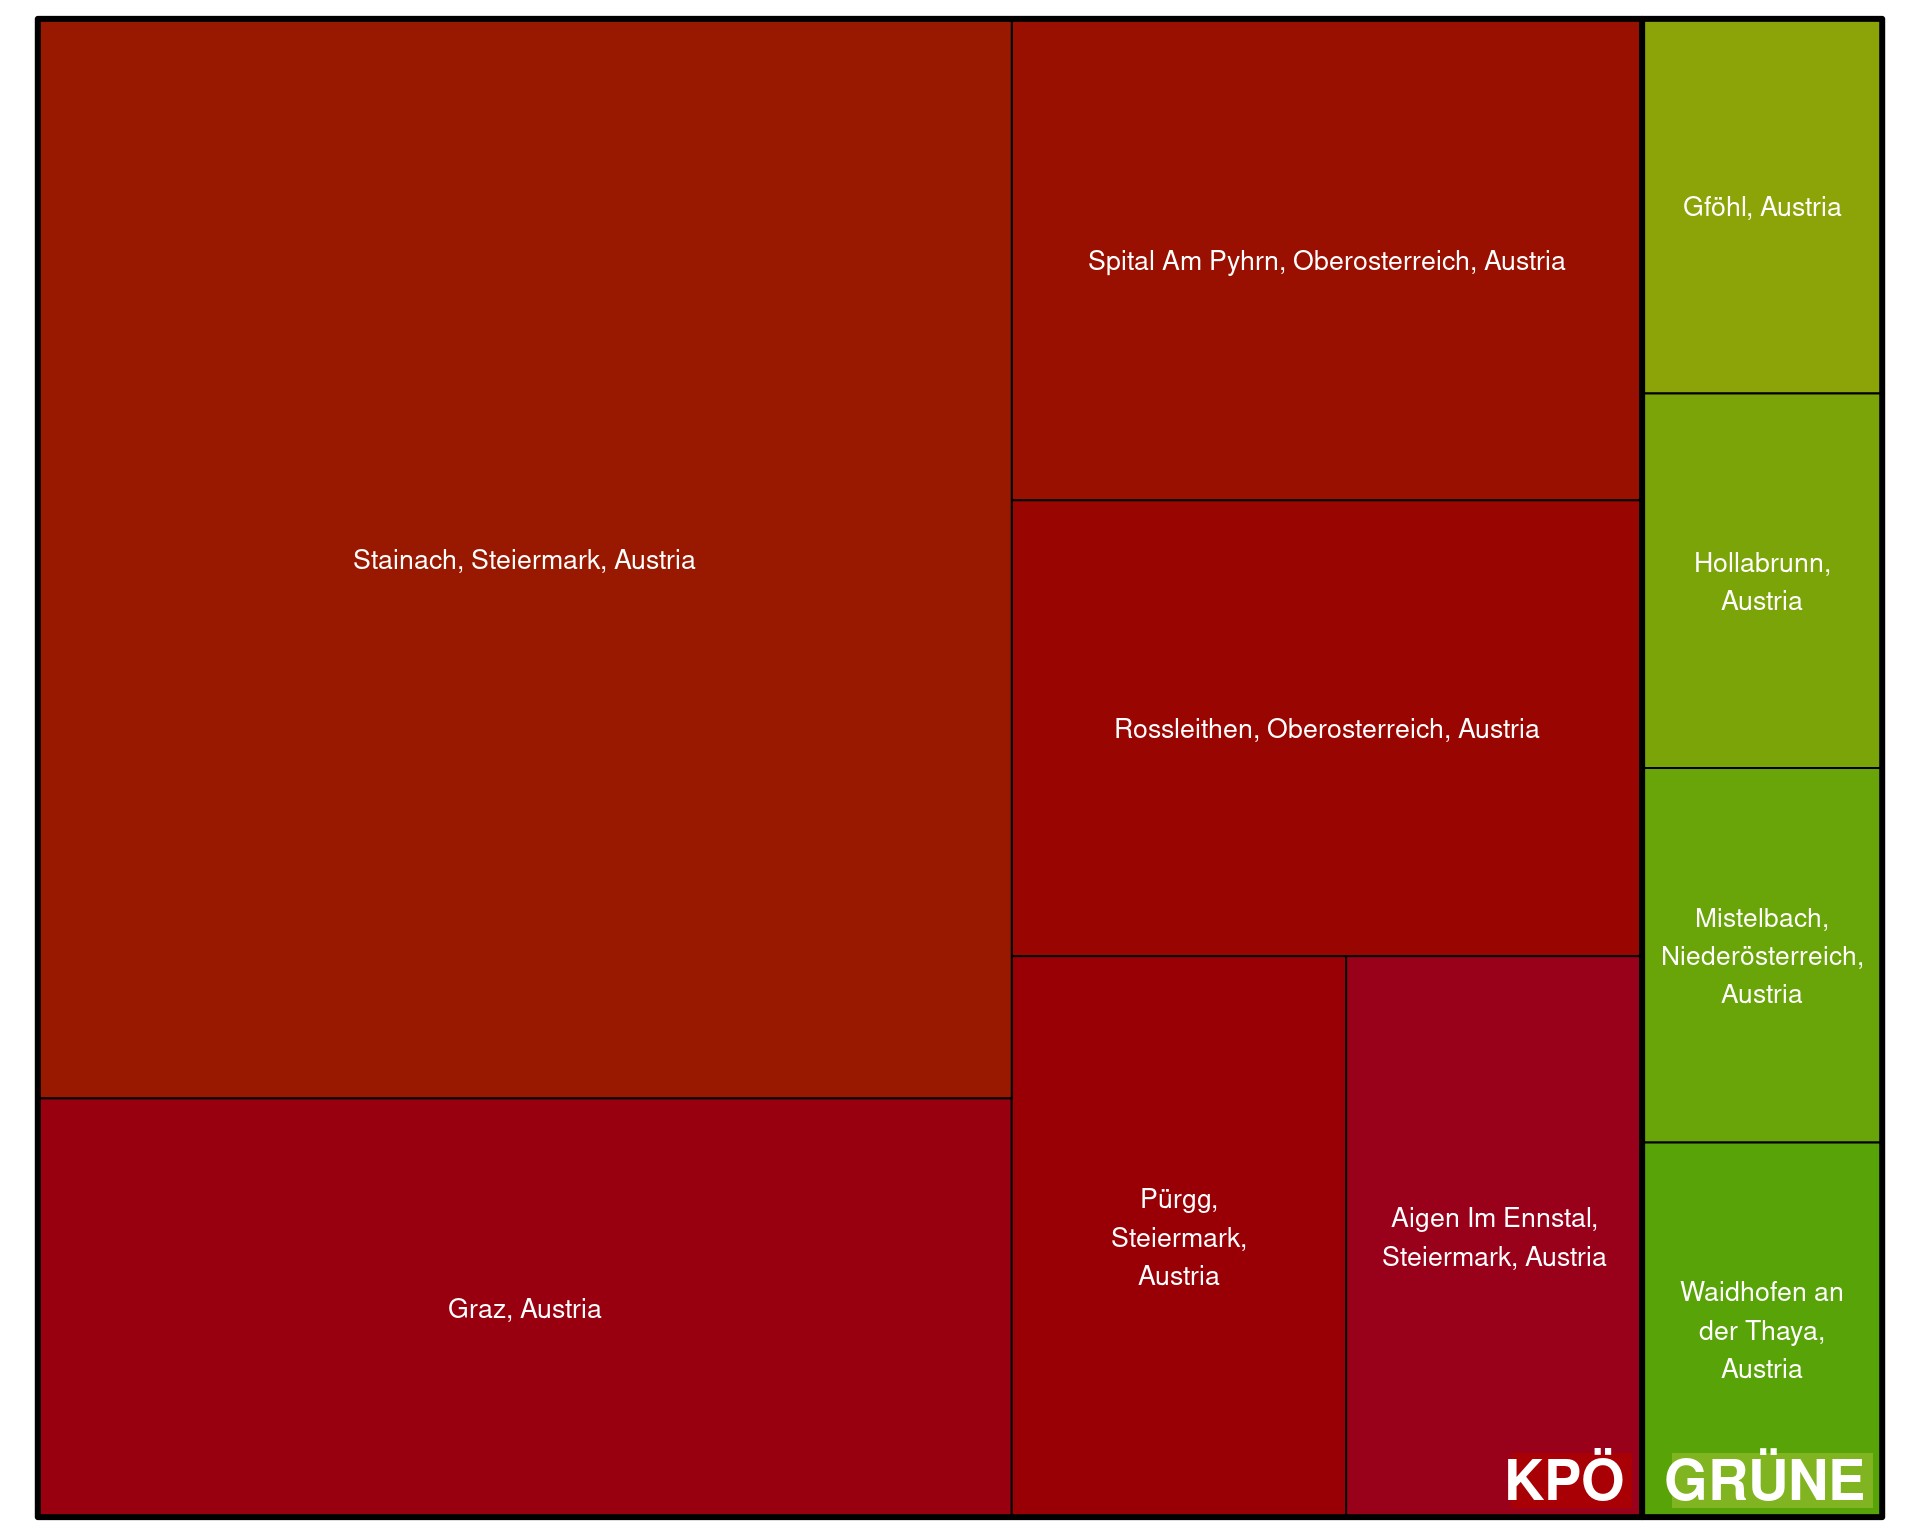 Stainach, Steiermark, Austria
Graz, Austria
Spital Am Pyhrn, Oberosterreich, Austria
Rossleithen, Oberosterreich, Austria
Pürgg,
Steiermark,
Austria
Aigen Im Ennstal,
Steiermark, Austria
KPÖ
Gföhl, Austria
Hollabrunn,
Austria
Mistelbach,
Niederösterreich,
Austria
Waidhofen an
der Thaya,
Austria
GRÜNE